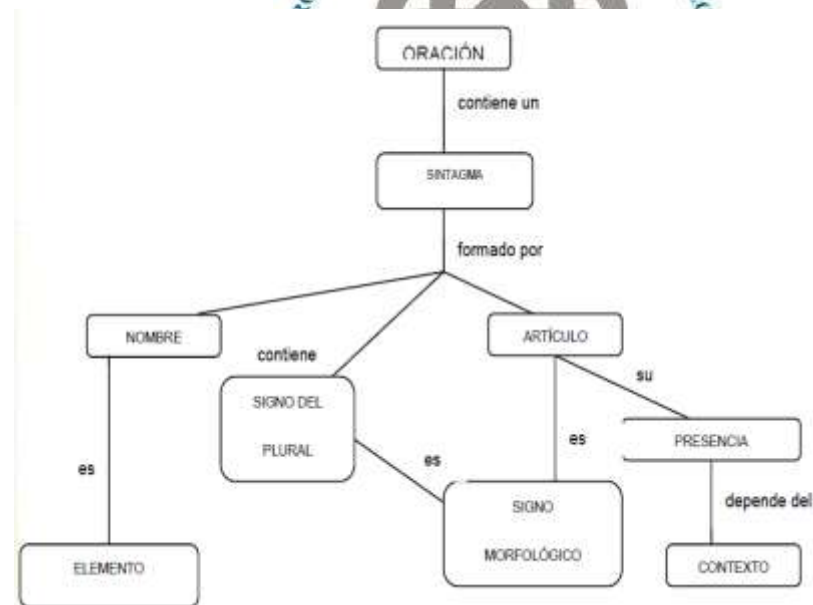 ORACIÓN
contiene un
SINTAGMA
formado por
NOMBRE
ARTÍCULO
contiene
su
SIGNO DEL
PLURAL
PRESENCIA
es
es
es
SIGNO
MORFOLÓGICO
depende del
ELEMENTO
CONTEXTO